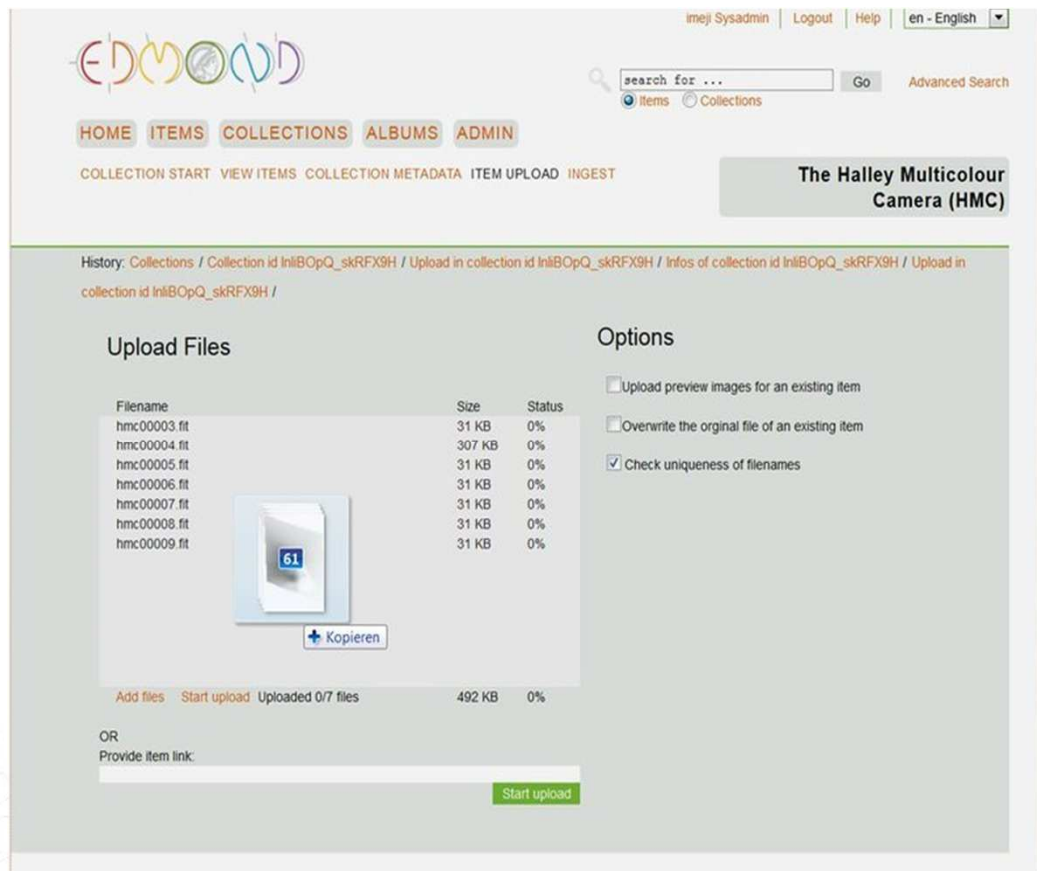 imeji Sysadmin | Logout | Help | en - English
EDMOND
search for ...
Go
Advanced Search
Items Collections
HOME ITEMS COLLECTIONS ALBUMS ADMIN
COLLECTION START VIEW ITEMS COLLECTION METADATA ITEM UPLOAD INGEST
The Halley Multicolour
Camera (HMC)
History: Collections / Collection id InliBOpQ_skRFX9H / Upload in collection id InliBOpQ_skRFX9H / Infos of collection id InliBOpQ_skRFX9H / Upload in
collection id InliBOpQ_skRFX9H /
Upload Files
Filename Size Status
hmc00003.fit 31 KB 0%
hmc00004.fit 307 KB 0%
hmc00005.fit 31 KB 0%
hmc00006.fit 31 KB 0%
hmc00007.fit 31 KB 0%
hmc00008.fit 31 KB 0%
hmc00009.fit 31 KB 0%
61
Kopieren
Add files Start upload Uploaded 0/7 files 492 KB 0%
OR
Provide item link:
Start upload
Options
Upload preview images for an existing item
Overwrite the orginal file of an existing item
Check uniqueness of filenames